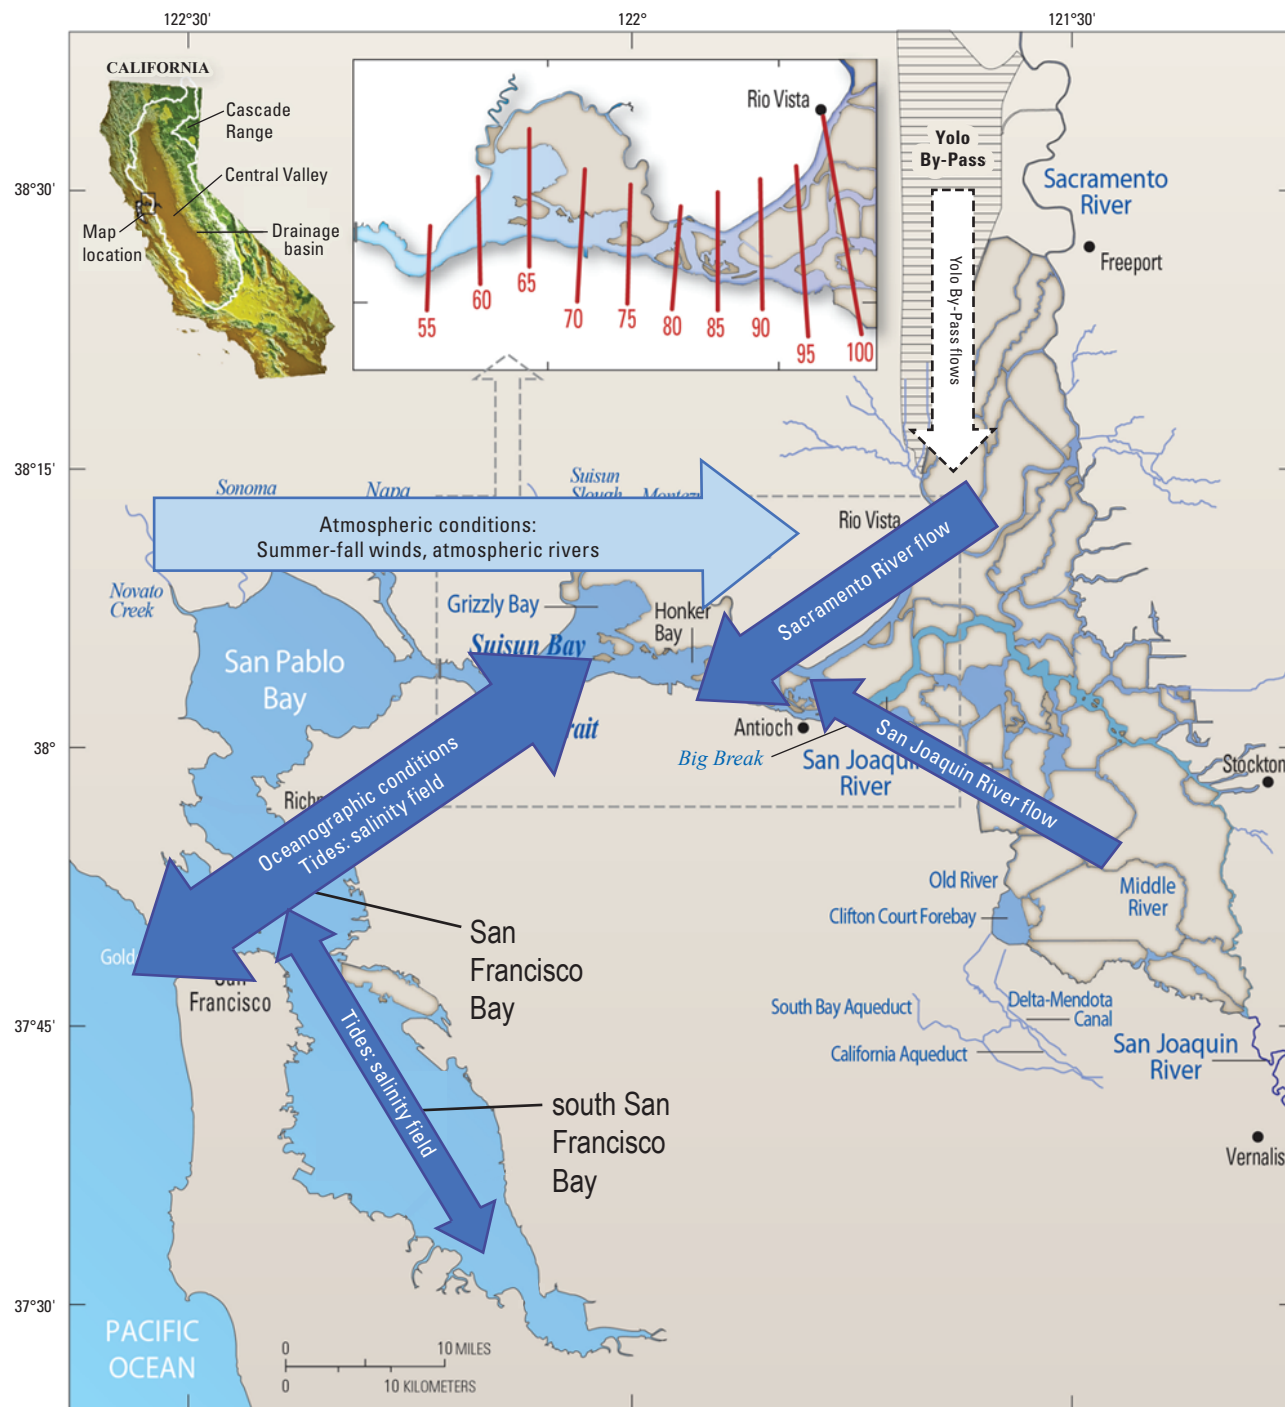 122°30'
122°
121°30'
38°30'
38°15'
38°
37°45'
37°30'
CALIFORNIA
Cascade
Range
Central Valley
Drainage
basin
Map
location
Rio Vista
55
60
65
70
75
80
85
90
95
100
Yolo
By-Pass
Yolo By-Pass flows
Sacramento
River
Freeport
Sonoma
Napa
Suisun
Slough
Atmospheric conditions:
Summer-fall winds, atmospheric rivers
Rio Vista
Sacramento River flow
Novato
Creek
Grizzly Bay
Honker
Bay
Suisun Bay
San Pablo
Bay
Antioch
Big Break
San Joaquin
River
San Joaquin River flow
Stockton
Oceanographic conditions
Tides: salinity field
Old River
Clifton Court Forebay
Middle
River
San
Francisco
Bay
San
Francisco
South Bay Aqueduct
Delta-Mendota
Canal
California Aqueduct
San Joaquin
River
Tides: salinity field
south San
Francisco
Bay
Vernalis
PACIFIC
OCEAN
0
10 MILES
0
10 KILOMETERS